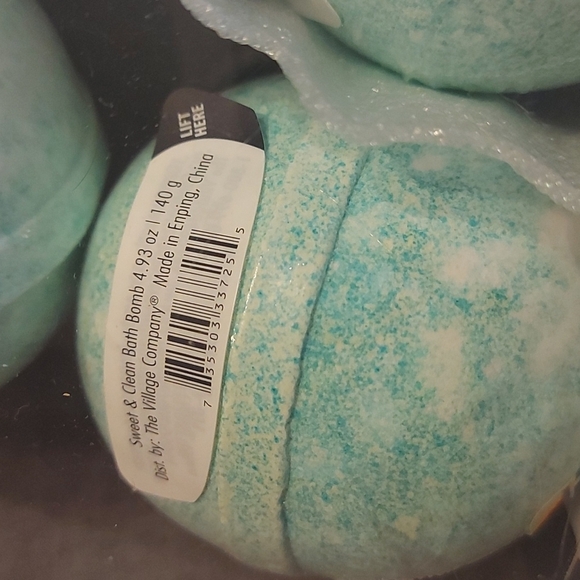 LIFT
HERE
Sweet & Clean Bath Bomb 4.93 oz | 140 g
Dist. by: The Village Company® Made in Enping, China
7 35303 33725 5